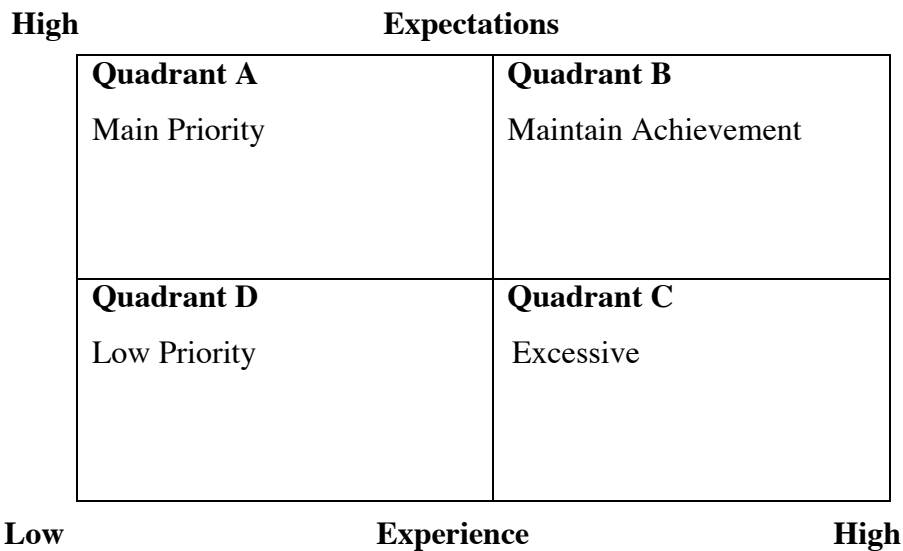 High Expectations
Quadrant A Quadrant B
Main Priority Maintain Achievement
Quadrant D Quadrant C
Low Priority Excessive
Low Experience High